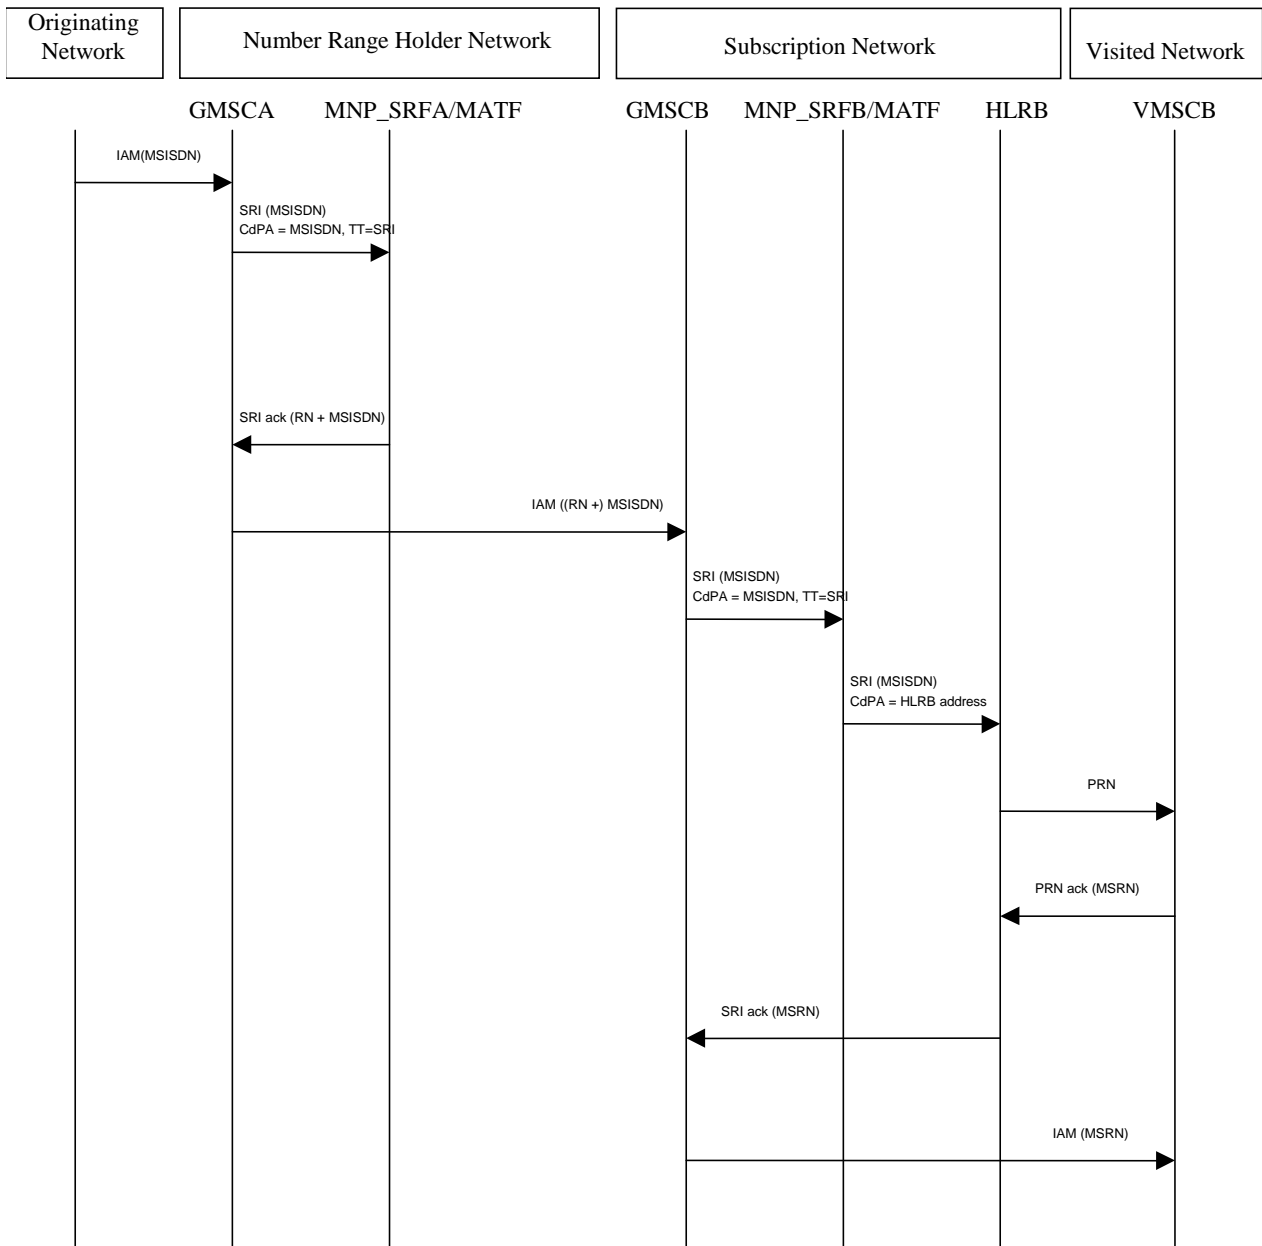 Originating
Network
Number Range Holder Network
Subscription Network
Visited Network
GMSCA
MNP_SRFA/MATF
GMSCB
MNP_SRFB/MATF
HLRB
VMSCB
IAM(MSISDN)
SRI (MSISDN)
CdPA = MSISDN, TT=SRI
SRI ack (RN + MSISDN)
IAM ((RN +) MSISDN)
SRI (MSISDN)
CdPA = MSISDN, TT=SRI
SRI (MSISDN)
CdPA = HLRB address
PRN
PRN ack (MSRN)
SRI ack (MSRN)
IAM (MSRN)